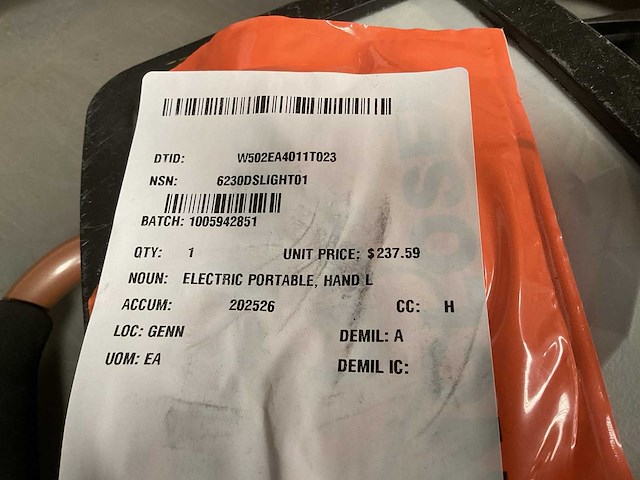 DTID: W502EA4011T023
NSN: 6230DSLIGHT01
BATCH: 1005942851
QTY: 1 UNIT PRICE: $237.59
NOUN: ELECTRIC PORTABLE, HAND L
ACCUM: 202526 CC: H
LOC: GENN DEMIL: A
UOM: EA DEMIL IC: